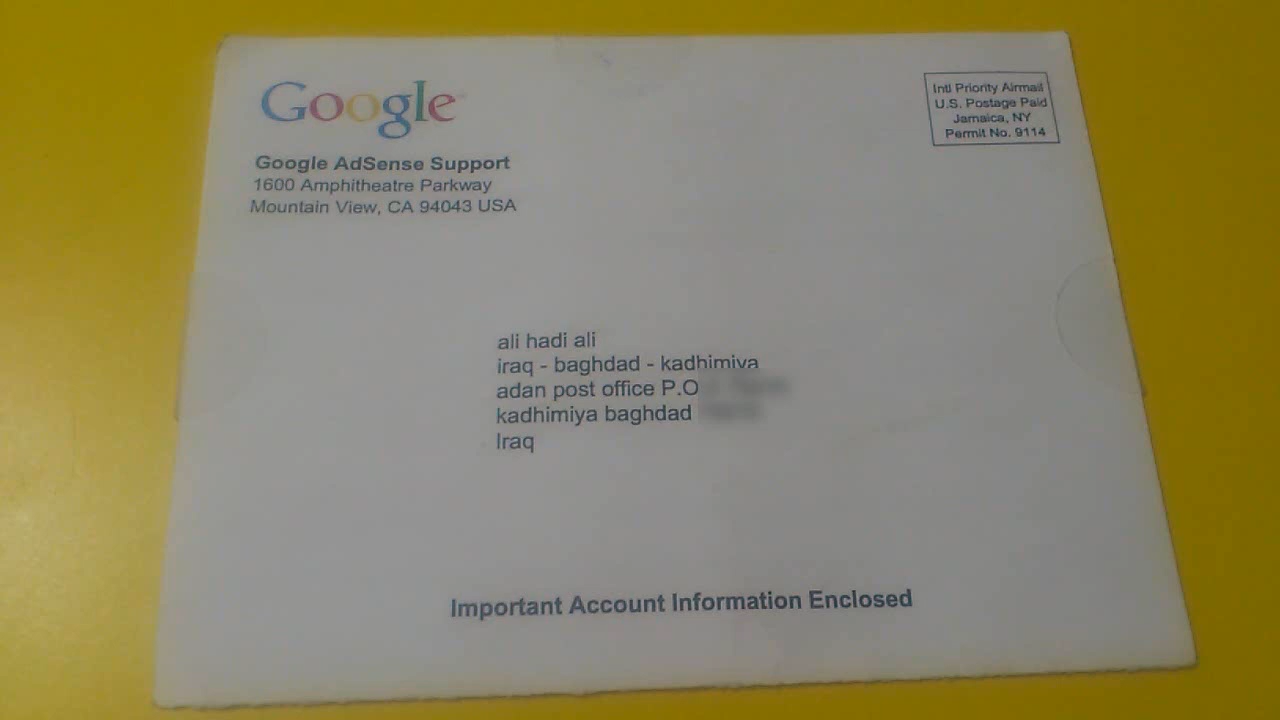 Google
Google AdSense Support
1600 Amphitheatre Parkway
Mountain View, CA 94043 USA
Intl Priority Airmail
U.S. Postage Paid
Jamaica, NY
Permit No. 9114
ali hadi ali
iraq - baghdad - kadhimiya
adan post office P.O
kadhimiya baghdad
Iraq
Important Account Information Enclosed